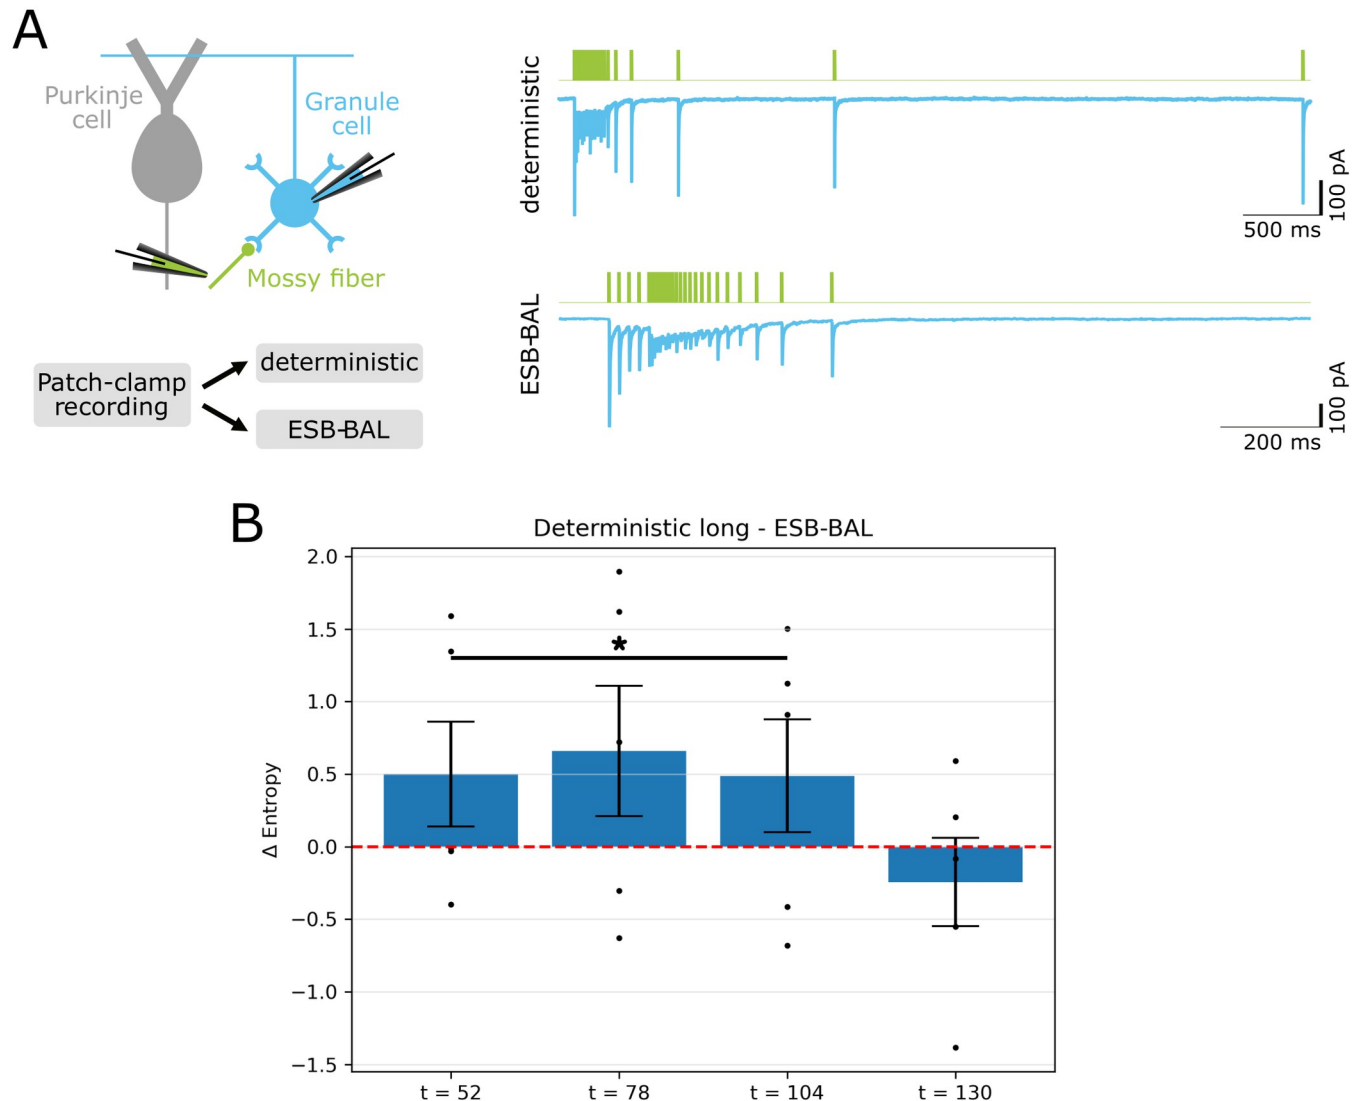 A
Purkinje
cell
Granule
cell
Mossy fiber
Patch-clamp
recording
deterministic
ESB-BAL
deterministic
100 pA
500 ms
ESB-BAL
100 pA
200 ms
B
Deterministic long - ESB-BAL
Δ Entropy
2.0
1.5
1.0
0.5
0.0
−0.5
−1.0
−1.5
*
t = 52
t = 78
t = 104
t = 130